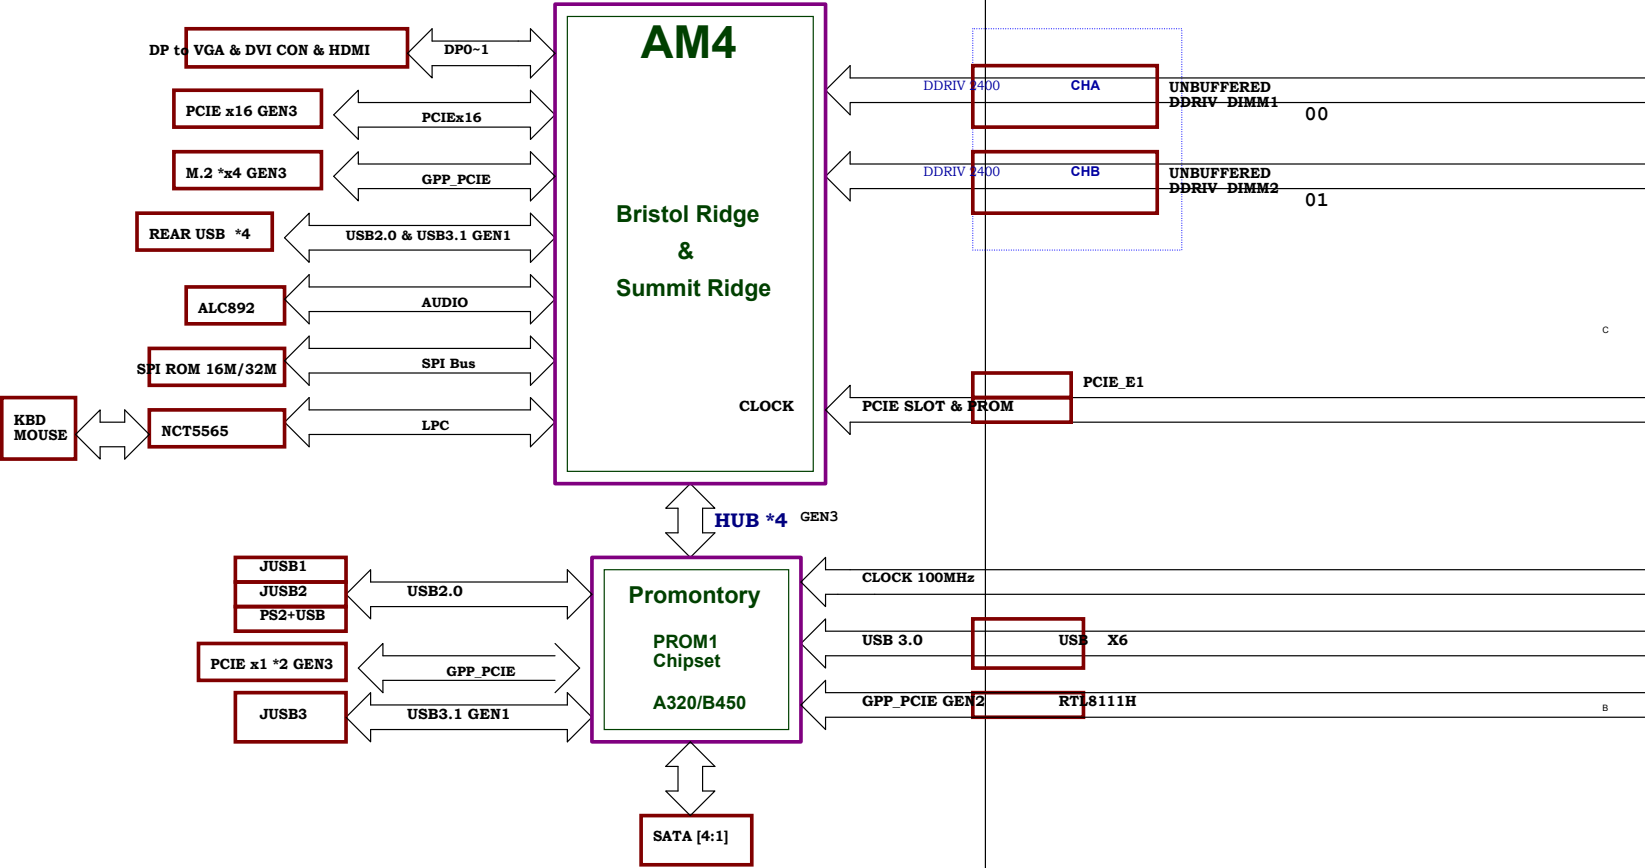 AM4
DP to VGA & DVI CON & HDMI
DP0~1
DDRIV 2400
CHA
UNBUFFERED
DDRIV DIMM1
00
PCIE x16 GEN3
PCIEx16
M.2 *x4 GEN3
GPP_PCIE
DDRIV 2400
CHB
UNBUFFERED
DDRIV DIMM2
01
Bristol Ridge
&
Summit Ridge
REAR USB *4
USB2.0 & USB3.1 GEN1
ALC892
AUDIO
C
SPI ROM 16M/32M
SPI Bus
PCIE_E1
CLOCK
PCIE SLOT & PROM
KBD
MOUSE
NCT5565
LPC
HUB *4
GEN3
JUSB1
JUSB2
PS2+USB
USB2.0
Promontory
PROM1
Chipset
A320/B450
CLOCK 100MHz
USB 3.0
USB X6
PCIE x1 *2 GEN3
GPP_PCIE
JUSB3
USB3.1 GEN1
GPP_PCIE GEN2
RTL8111H
B
SATA [4:1]